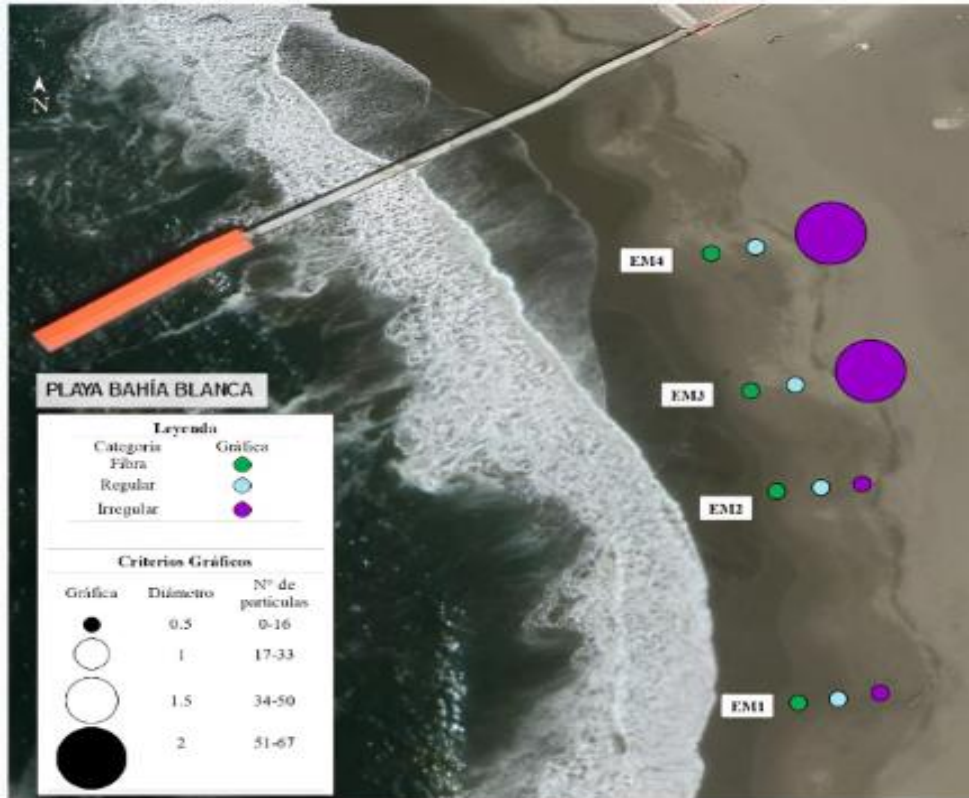 N
EM4
EM3
PLAYA BAHÍA BLANCA
Leyenda
Categoría Gráfica
Fibra
Regular
Irregular
EM2
Criterios Gráficos
Gráfica Diámetro N° de
partículas
0.5 0-16
1 17-33
1.5 34-50
2 51-67
EM1